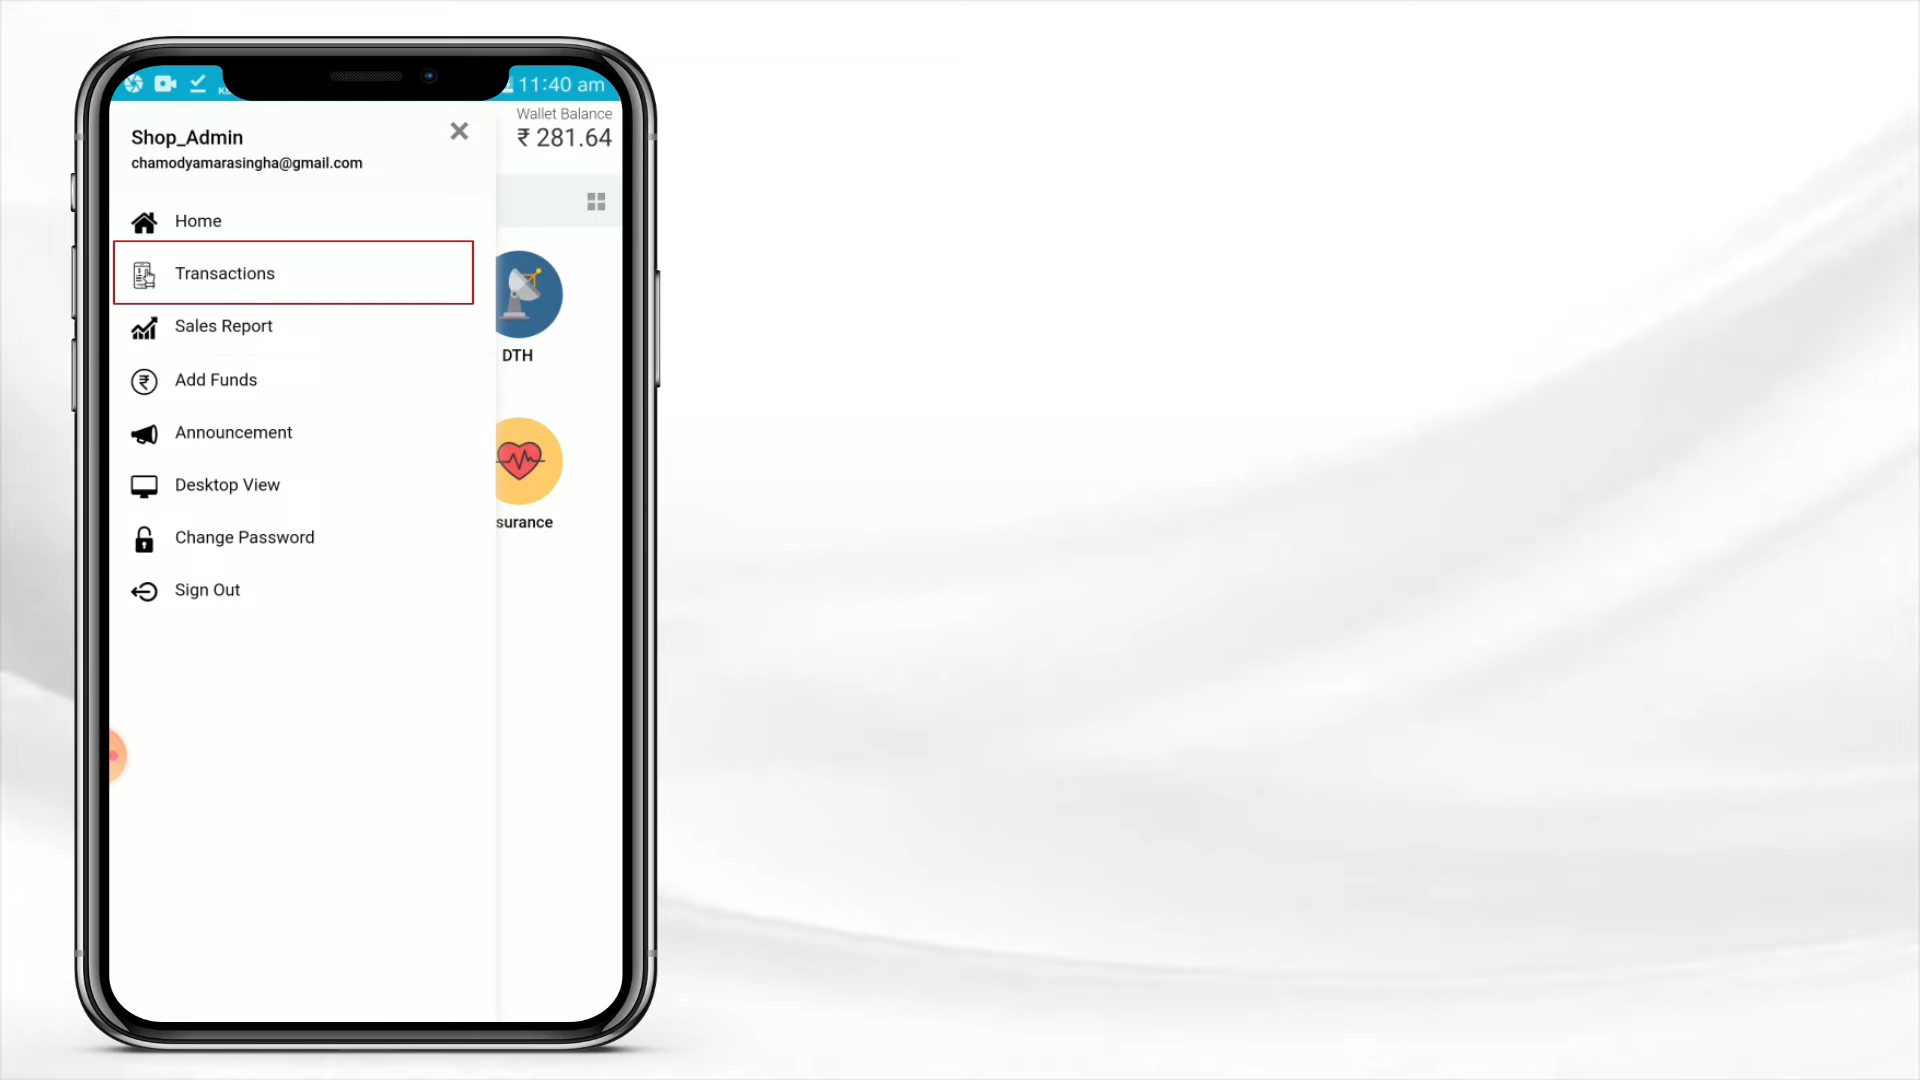 11:40 am
Shop_Admin
chamodyamarasingha@gmail.com
Wallet Balance
₹ 281.64
Home
Transactions
Sales Report
Add Funds
Announcement
Desktop View
Change Password
Sign Out
DTH
surance